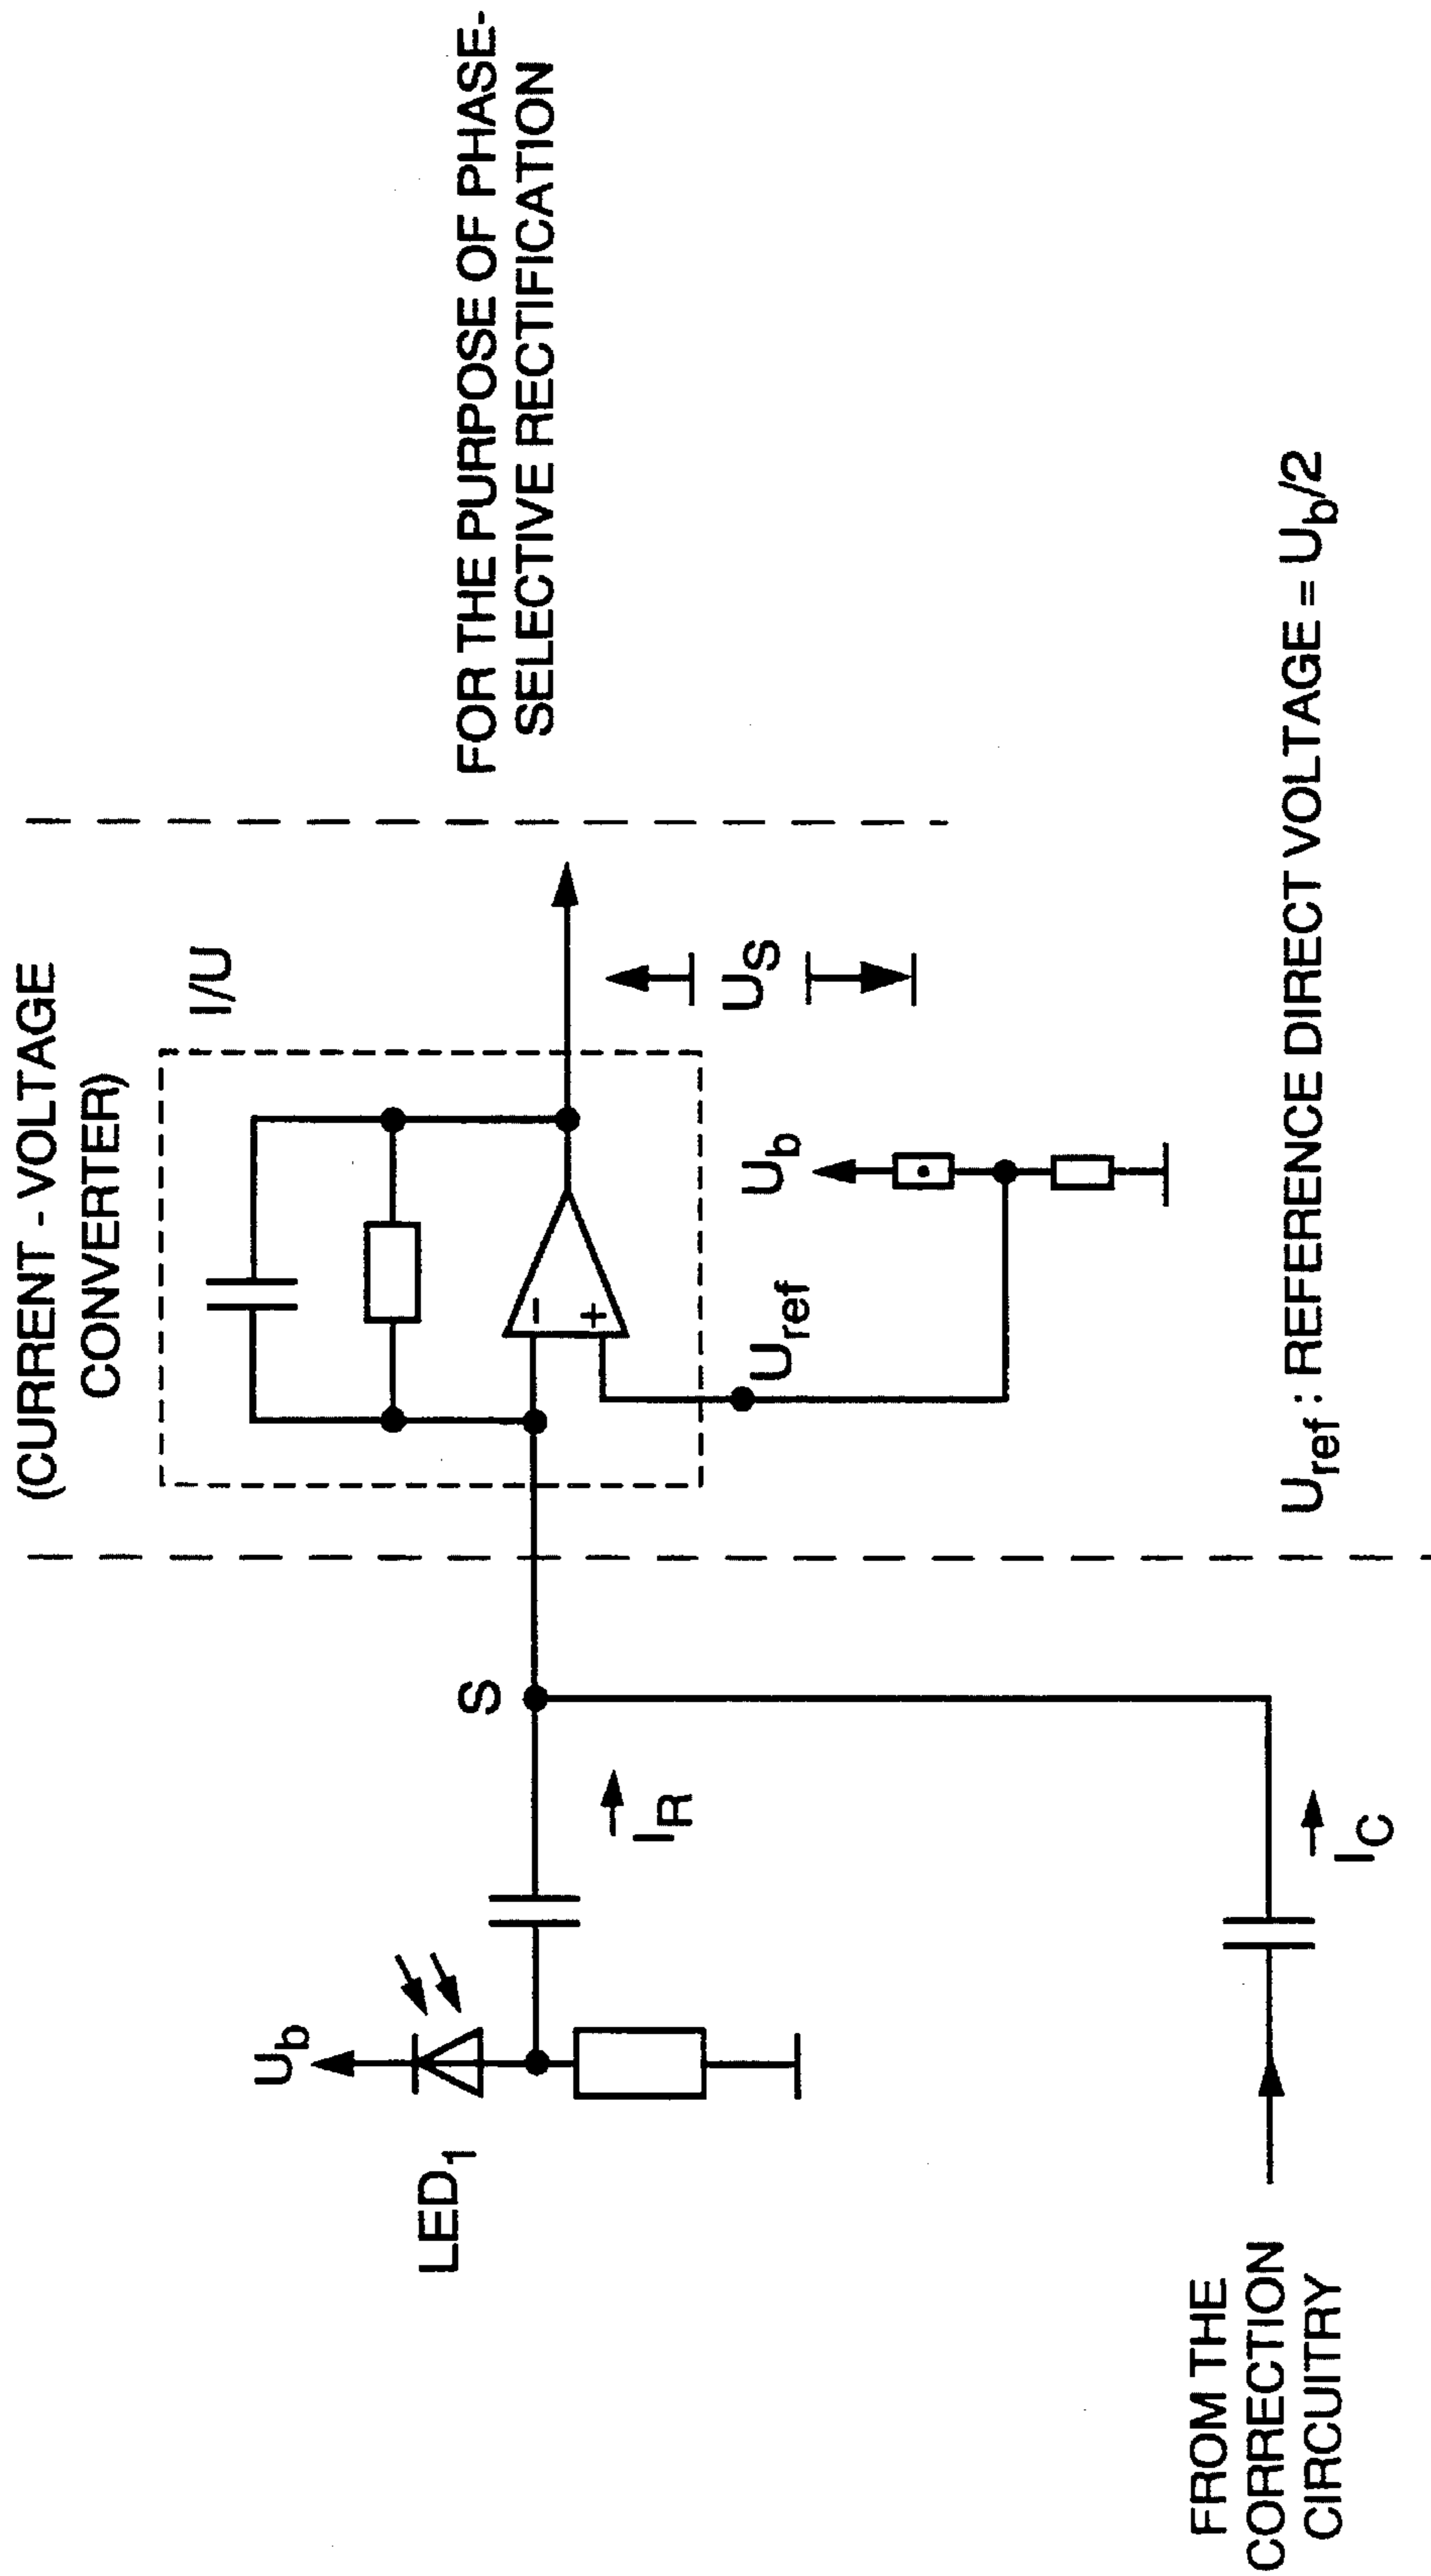 (CURRENT - VOLTAGE
CONVERTER)
I/U
FOR THE PURPOSE OF PHASE-
SELECTIVE RECTIFICATION
U_b
LED_1
S
I_R
-
+
U_ref
U_b
U_S
FROM THE
CORRECTION
CIRCUITRY
I_C
U_ref : REFERENCE DIRECT VOLTAGE = U_b/2